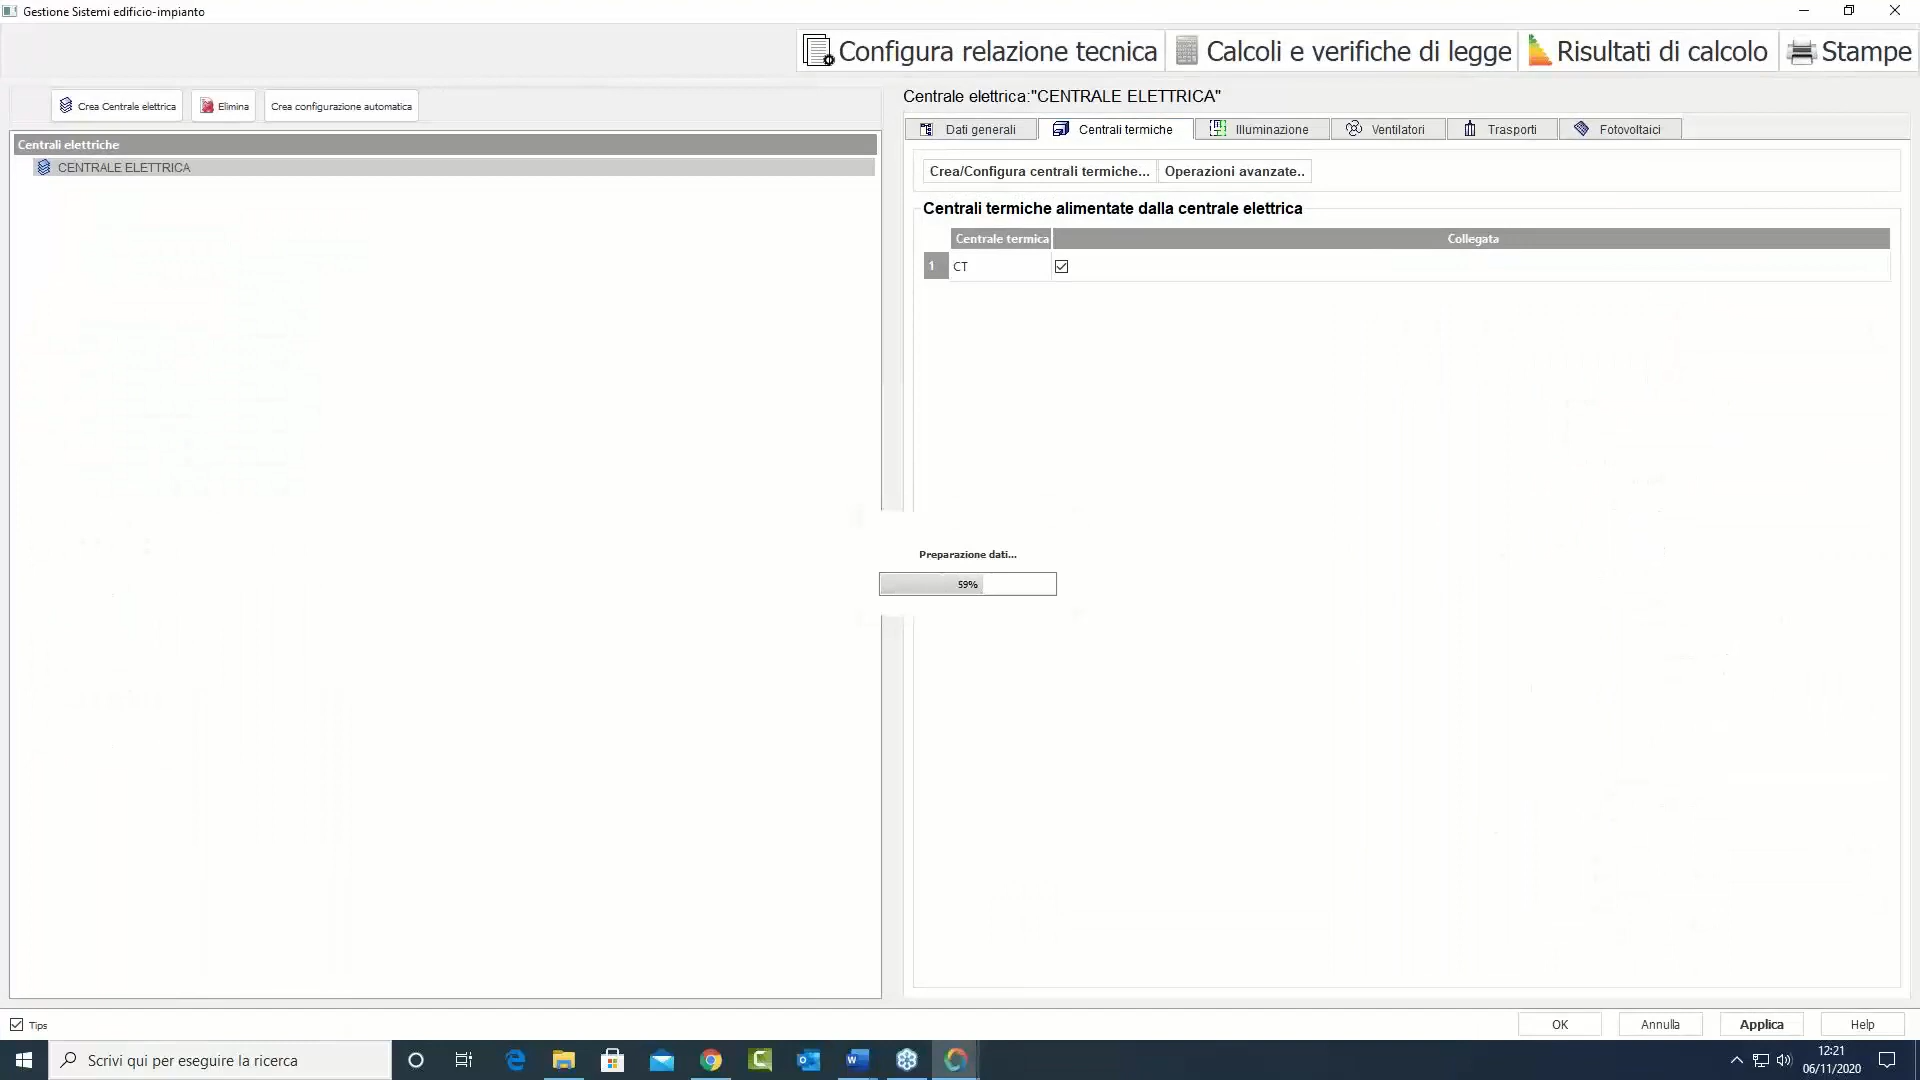 Gestione Sistemi edificio-impianto
Configura relazione tecnica Calcoli e verifiche di legge Risultati di calcolo Stampe
Crea Centrale elettrica Elimina Crea configurazione automatica
Centrali elettriche
CENTRALE ELETTRICA
Centrale elettrica:"CENTRALE ELETTRICA"
Dati generali Centrali termiche Illuminazione Ventilatori Trasporti Fotovoltaici
Crea/Configura centrali termiche... Operazioni avanzate..
Centrali termiche alimentate dalla centrale elettrica
Centrale termica Collegata
1 CT
Preparazione dati...
59%
Tips
OK Annulla Applica Help
Scrivi qui per eseguire la ricerca
12:21
06/11/2020